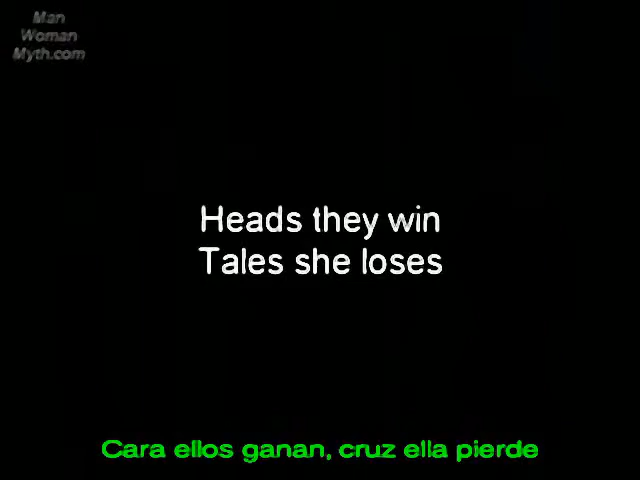 Man
Woman
Myth.com
Heads they win
Tales she loses
Cara ellos ganan, cruz ella pierde